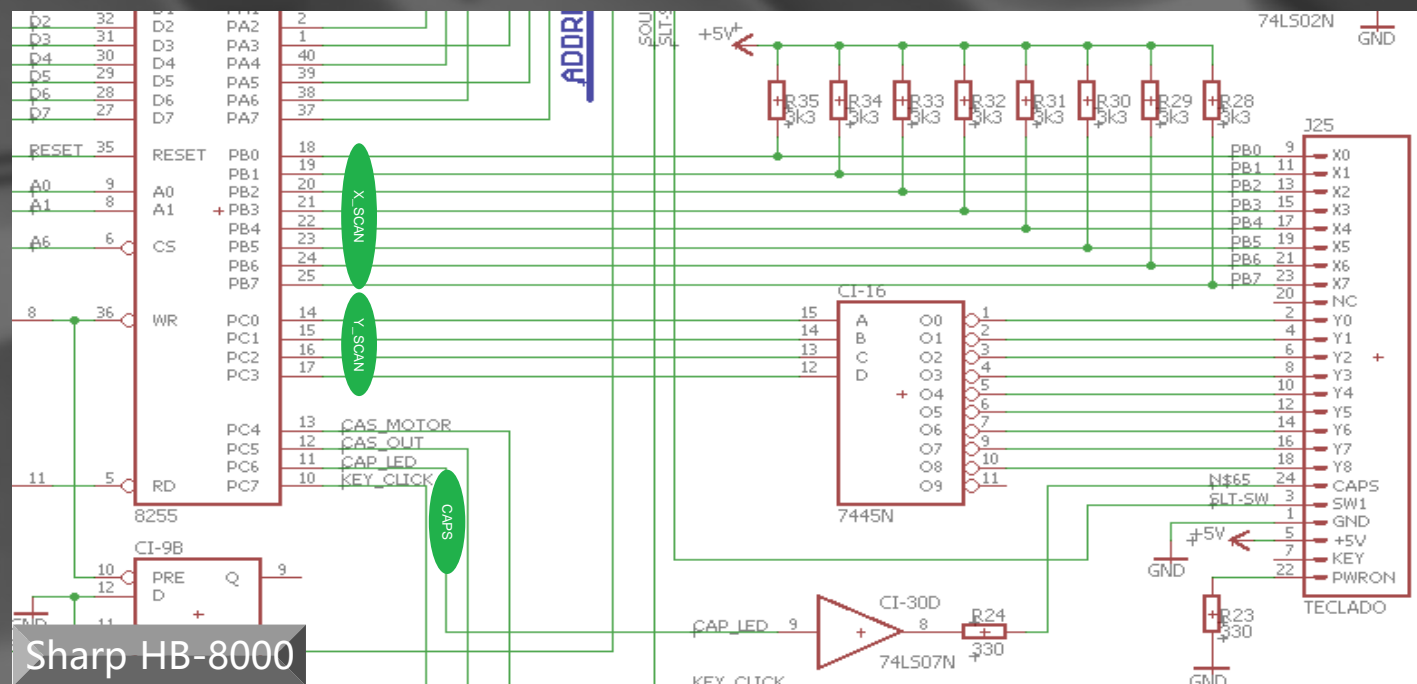 D2 32 D2 PA2 2
D3 31 D3 PA3 1
D4 30 D4 PA4 40
D5 29 D5 PA5 39
D6 28 D6 PA6 38
D7 27 D7 PA7 37
RESET 35 RESET PB0 18
PB1 19
A0 9 A0 PB2 20
A1 8 A1 PB3 21
PB4 22
A6 6 CS PB5 23
PB6 24
PB7 25
8 36 WR PC0 14
PC1 15
PC2 16
PC3 17
PC4 13 CAS_MOTOR
PC5 12 CAS_OUT
PC6 11 CAP_LED
11 5 RD PC7 10 KEY_CLICK
8255
X_SCAN
Y_SCAN
CAPS
CI-9B
10 PRE Q 9
12 D
GND
11
+5V
R35 R34 R33 R32 R31 R30 R29 R28
3k3 3k3 3k3 3k3 3k3 3k3 3k3 3k3
74LS02N
GND
J25
PB0 9 X0
PB1 11 X1
PB2 13 X2
PB3 15 X3
PB4 17 X4
PB5 19 X5
PB6 21 X6
PB7 23 X7
20 NC
2 Y0
4 Y1
6 Y2
8 Y3
10 Y4
12 Y5
14 Y6
16 Y7
18 Y8
N$65 24 CAPS
SLT-SW 3 SW1
1 GND
+5V 5 +5V
7 KEY
22 PWRON
TECLADO
GND
R23
330
GND
CI-16
15 A O0 1
14 B O1 2
13 C O2 3
12 D O3 4
O4 5
O5 6
O6 7
O7 9
O8 10
O9 11
7445N
CI-30D
CAP_LED 9 8 R24
74LS07N 330
KEY_CLICK
Sharp HB-8000